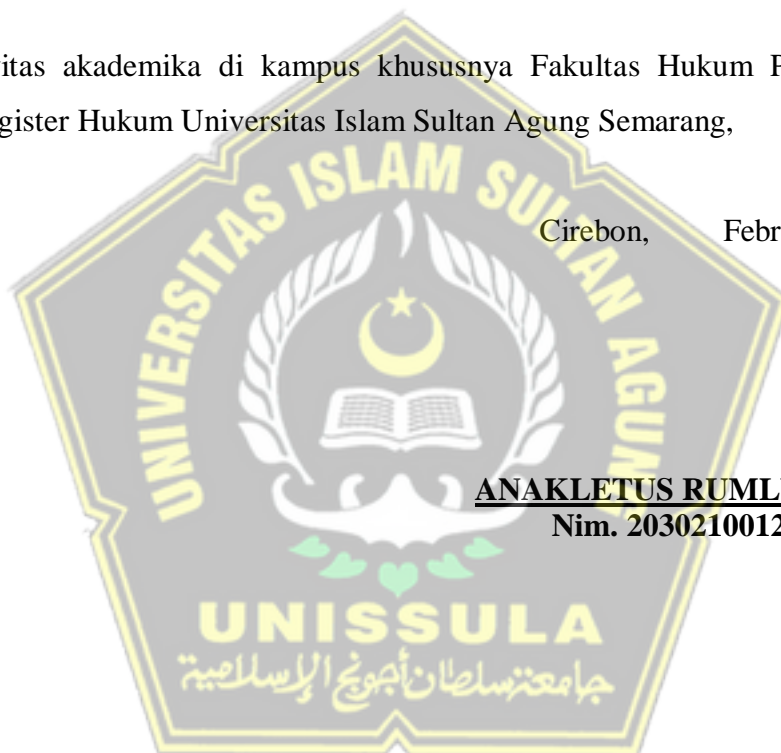 itas akademika di kampus khususnya Fakultas Hukum P
gister Hukum Universitas Islam Sultan Agung Semarang,
Cirebon, Febr
UNIVERSITAS ISLAM SULTAN AGUNG
ANAKLETUS RUML
Nim. 2030210012
UNISSULA
جامعة سلطان أجونج الإسلامية